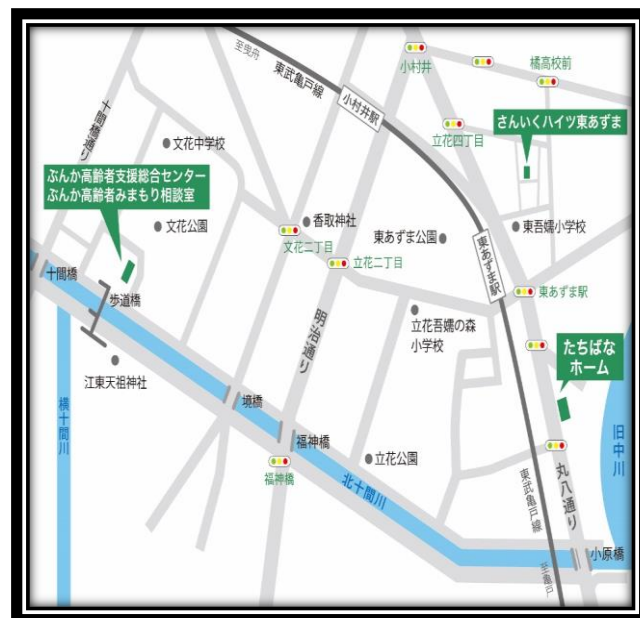 至曳舟
東武亀戸線
小村井
橘高校前
十間橋通り
小村井駅
文花中学校
立花四丁目
さんいくハイツ東あずま
ぶんか高齢者支援総合センター
ぶんか高齢者みまもり相談室
文花公園
香取神社
文花二丁目
東あずま公園
東吾嬬小学校
立花二丁目
東あずま駅
東あずま駅
十間橋
歩道橋
明治通り
立花吾嬬の森
小学校
たちばな
ホーム
江東天祖神社
横十間川
境橋
福神橋
福神橋
立花公園
北十間川
旧中川
丸八通り
東武亀戸線
小原橋
至亀戸